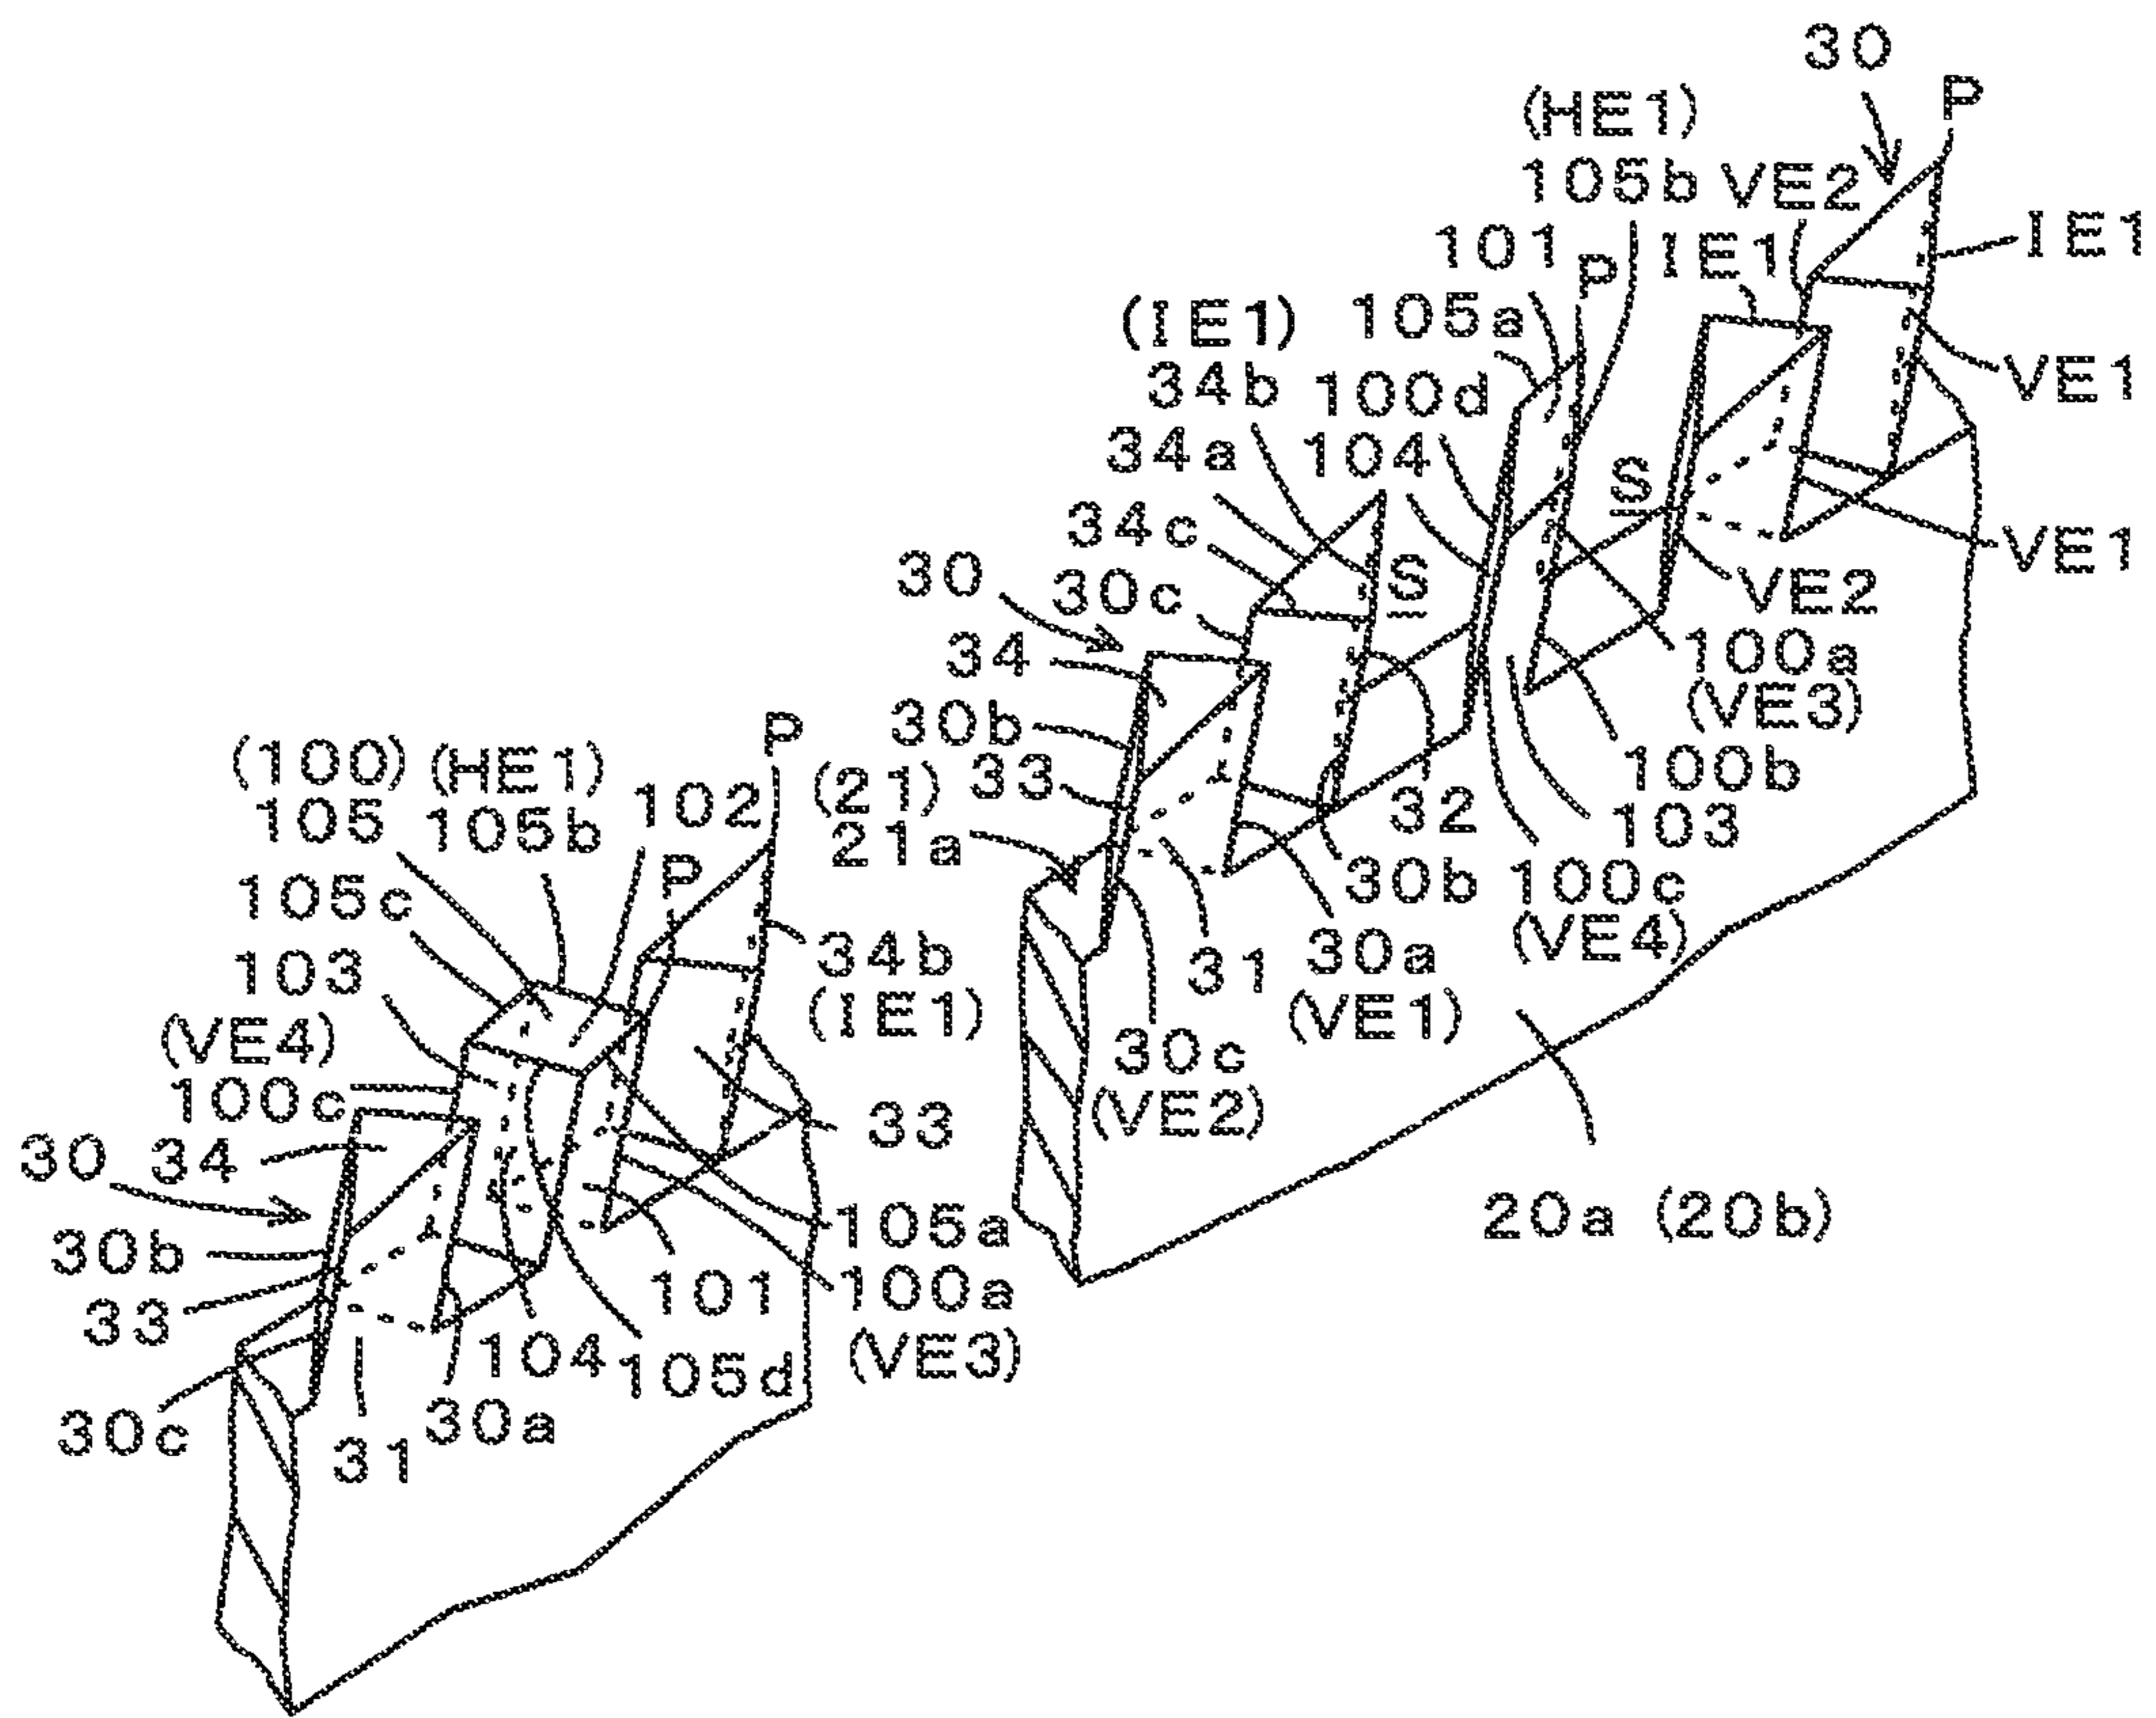 30
P
(HE1)
105b
VE2
IE1
101
P
IE1
(IE1)
105a
34b
100d
VE1
34a
104
S
34c
VE1
30
30c
S
VE2
34
100a
(VE3)
30b
100b
(21)
33
32
103
21a
30b
100c
(VE4)
31
30a
(VE1)
30c
(VE2)
20a (20b)
P
(100)
(HE1)
105
105b
102
P
105c
103
34b
(IE1)
(VE4)
100c
33
30
34
105a
30b
101
100a
33
104
105d
(VE3)
30c
31
30a